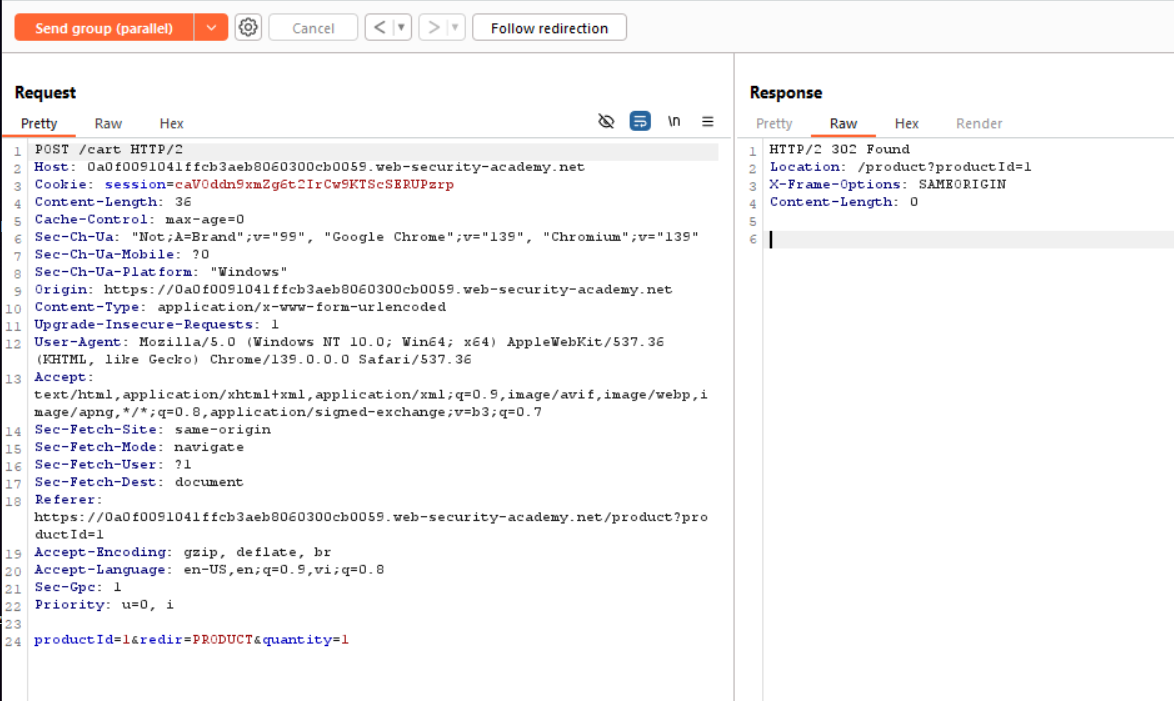 Send group (parallel)
Cancel
<
>
Follow redirection
Request
Pretty Raw Hex
\n
1 POST /cart HTTP/2
2 Host: 0a0f0091041ffcb3aeb8060300cb0059.web-security-academy.net
3 Cookie: session=caVOddn9xmZg6t2IrCw9KTScSERUPzrp
4 Content-Length: 36
5 Cache-Control: max-age=0
6 Sec-Ch-Ua: "Not;A=Brand";v="99", "Google Chrome";v="139", "Chromium";v="139"
7 Sec-Ch-Ua-Mobile: ?0
8 Sec-Ch-Ua-Platform: "Windows"
9 Origin: https://0a0f0091041ffcb3aeb8060300cb0059.web-security-academy.net
10 Content-Type: application/x-www-form-urlencoded
11 Upgrade-Insecure-Requests: 1
12 User-Agent: Mozilla/5.0 (Windows NT 10.0; Win64; x64) AppleWebKit/537.36
(KHTML, like Gecko) Chrome/139.0.0.0 Safari/537.36
13 Accept:
text/html,application/xhtml+xml,application/xml;q=0.9,image/avif,image/webp,i
mage/apng,*/*;q=0.8,application/signed-exchange;v=b3;q=0.7
14 Sec-Fetch-Site: same-origin
15 Sec-Fetch-Mode: navigate
16 Sec-Fetch-User: ?1
17 Sec-Fetch-Dest: document
18 Referer:
https://0a0f0091041ffcb3aeb8060300cb0059.web-security-academy.net/product?pro
ductId=1
19 Accept-Encoding: gzip, deflate, br
20 Accept-Language: en-US,en;q=0.9,vi;q=0.8
21 Sec-Gpc: 1
22 Priority: u=0, i
23
24 productId=1&redir=PRODUCT&quantity=1
Response
Pretty Raw Hex Render
1 HTTP/2 302 Found
2 Location: /product?productId=1
3 X-Frame-Options: SAMEORIGIN
4 Content-Length: 0
5
6